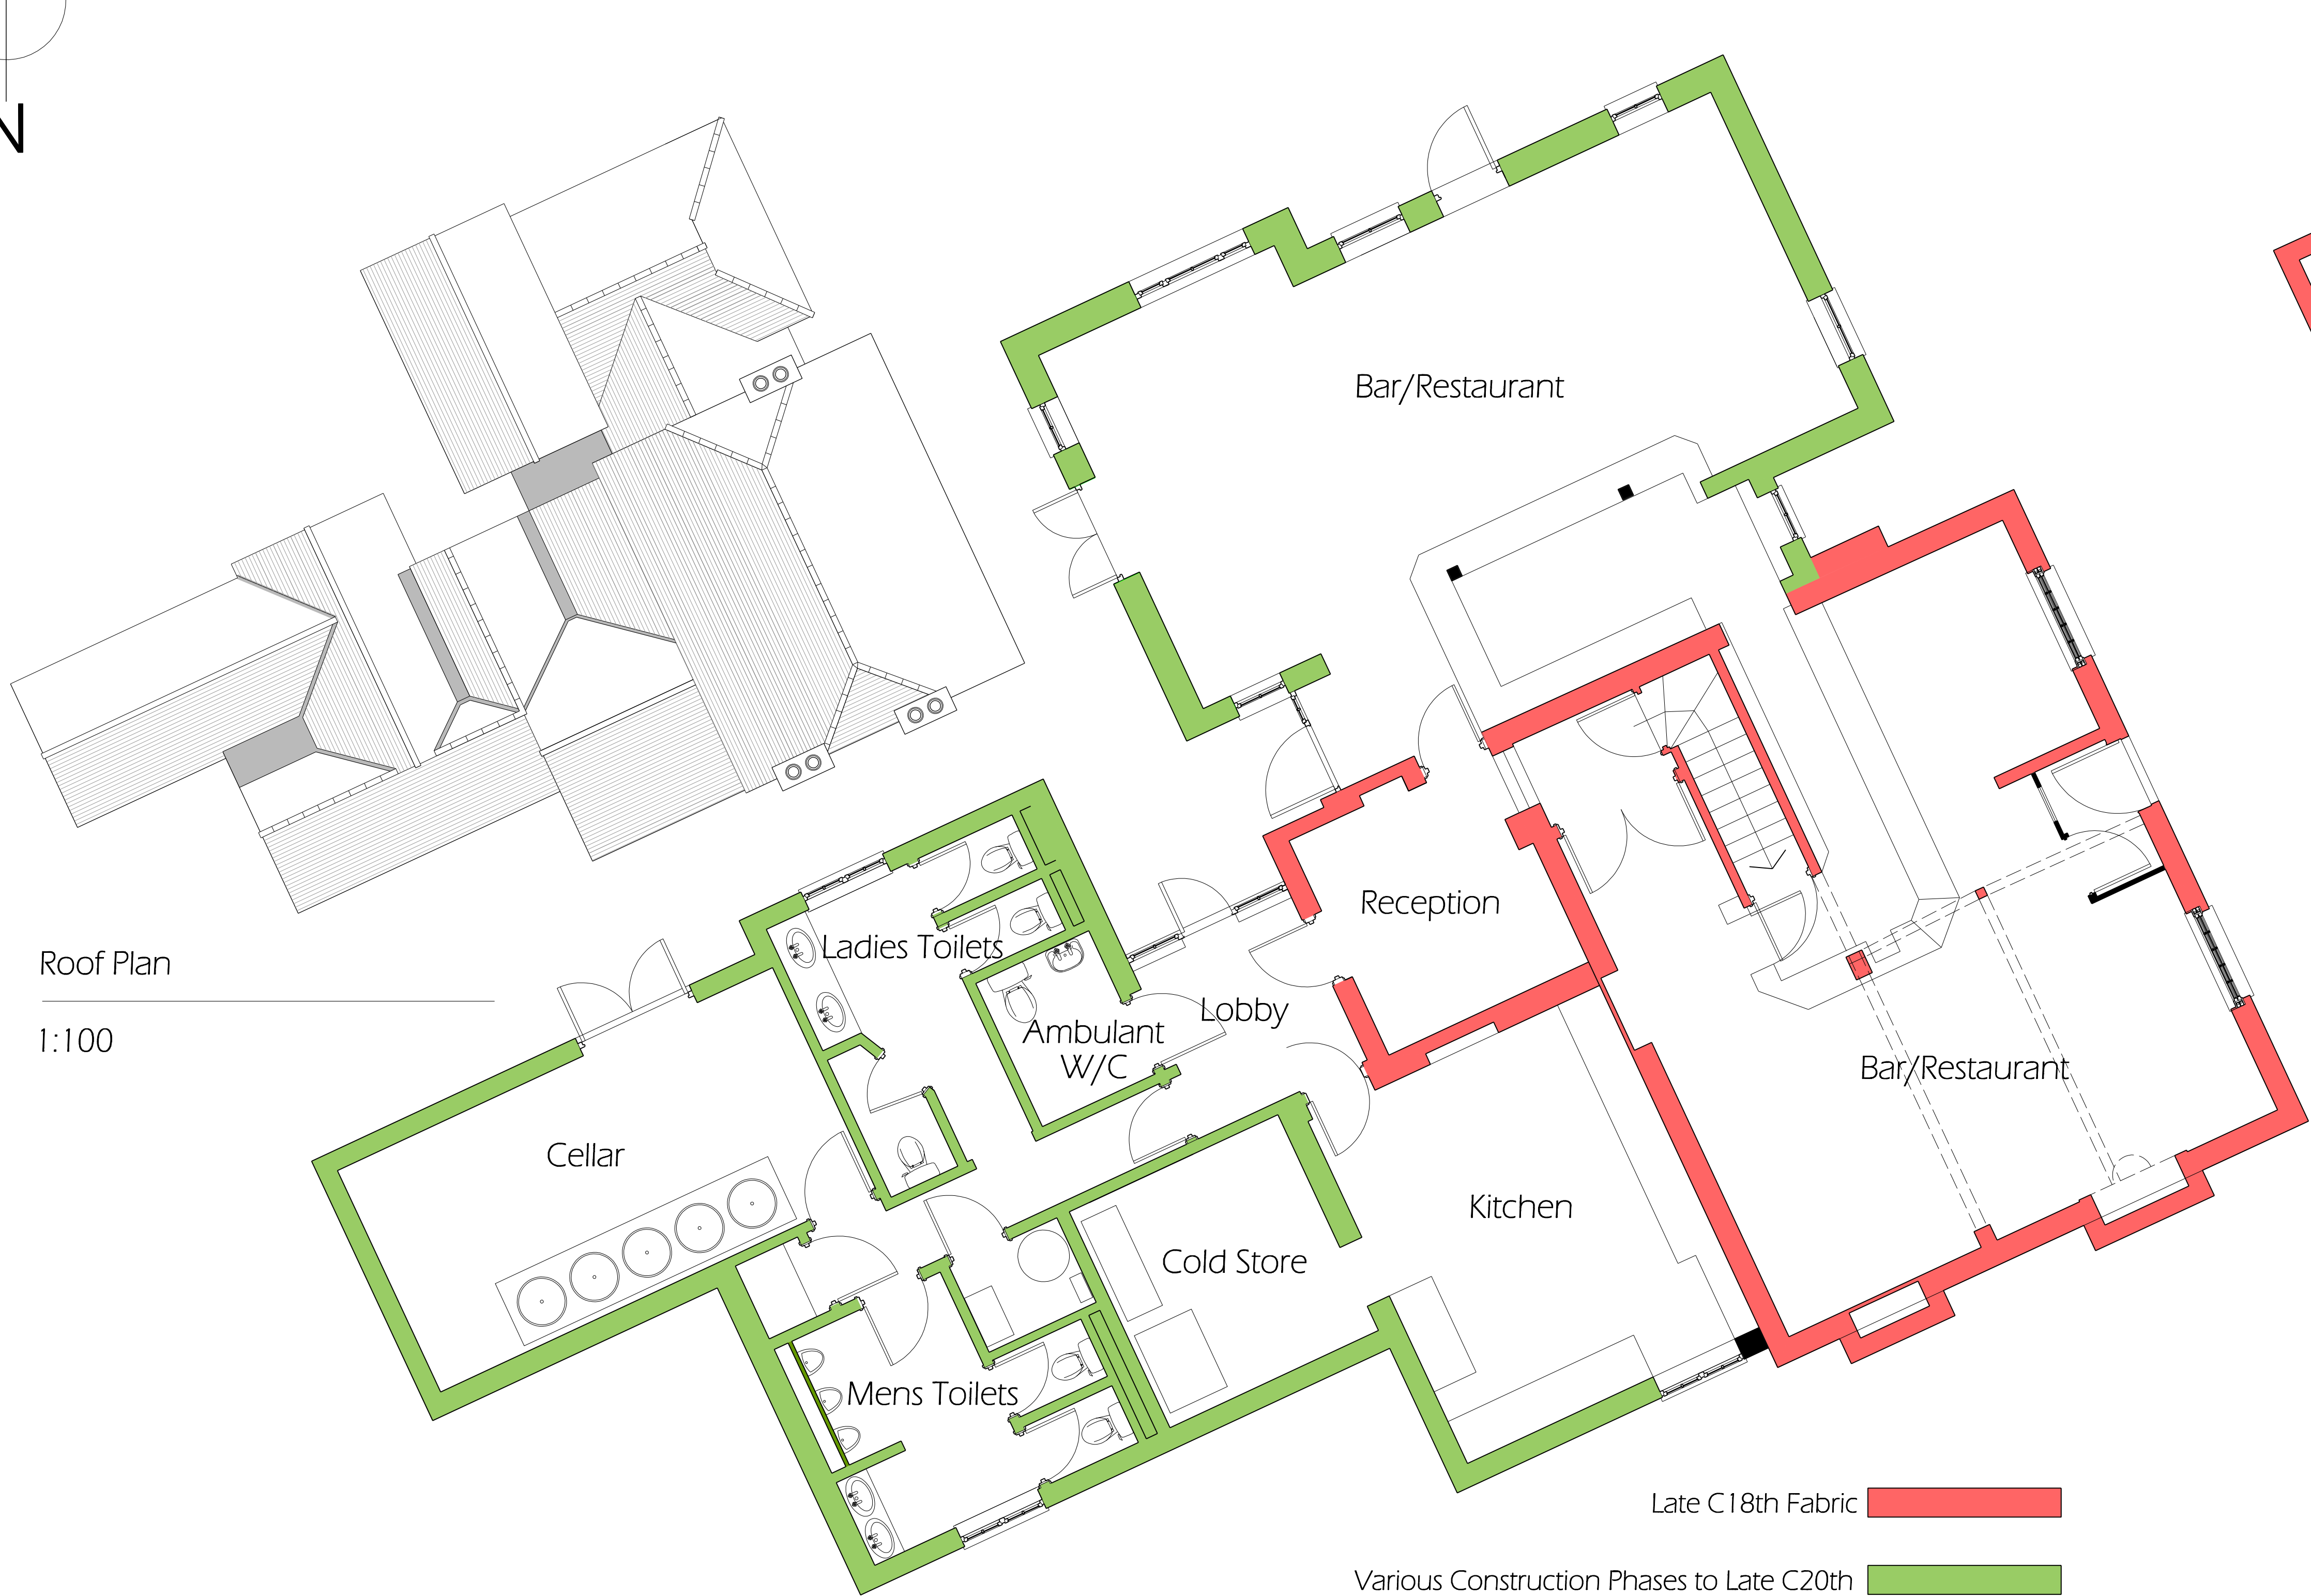 N
Bar/Restaurant
Reception
Ladies Toilets
Roof Plan
Lobby
Ambulant
W/C
1:100
Bar/Restaurant
Cellar
Kitchen
Cold Store
Mens Toilets
Late C18th Fabric
Various Construction Phases to Late C20th